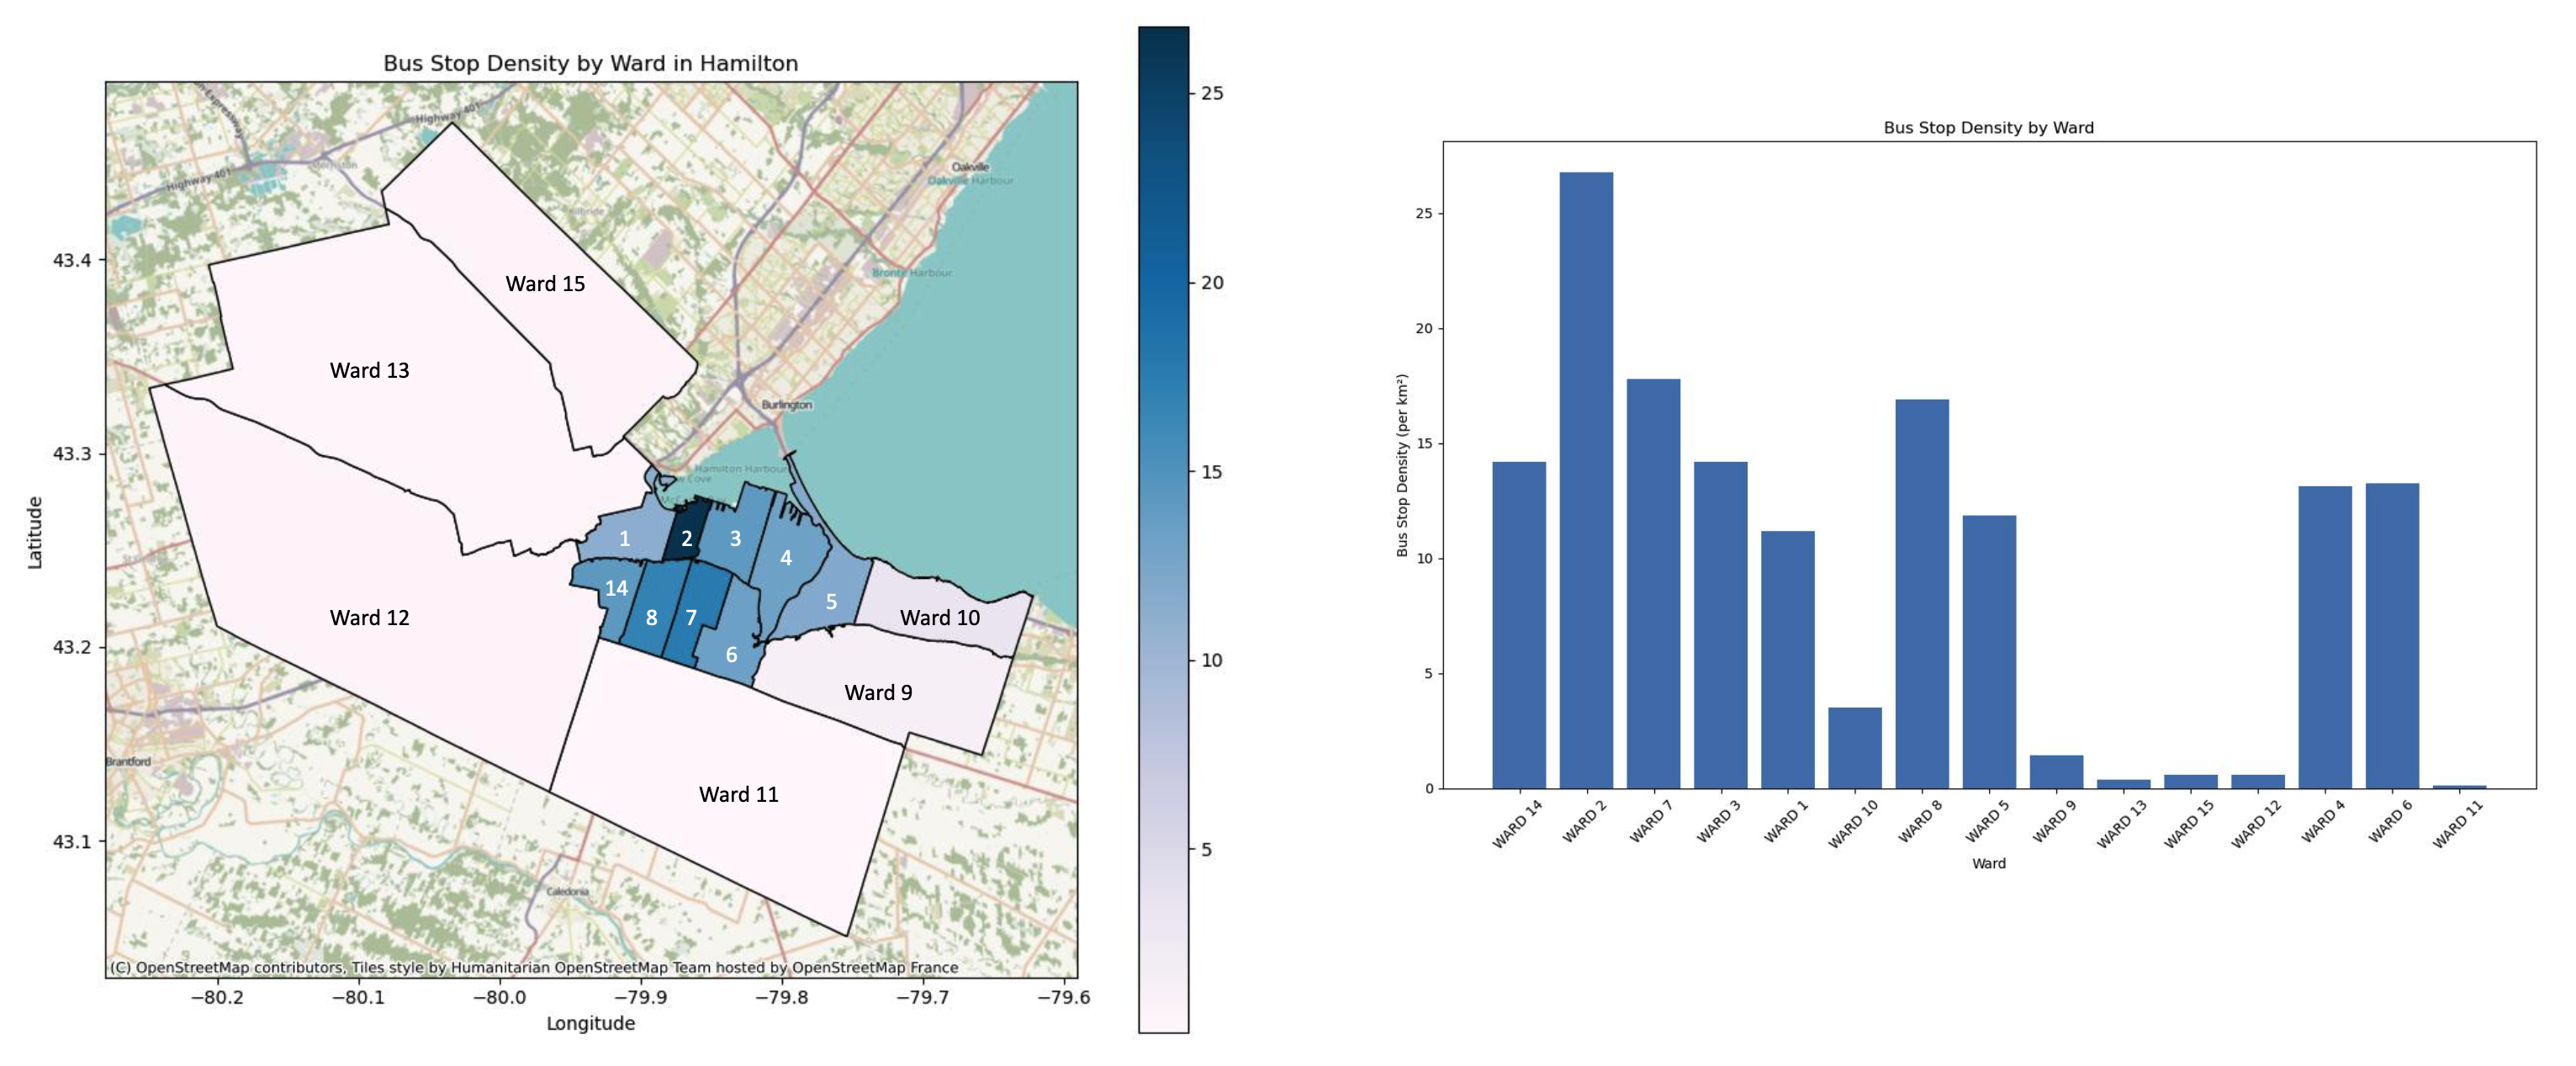 Bus Stop Density by Ward in Hamilton
Highway 401
Highway 401
Oakville
Oakville Harbour
Bronte Harbour
Burlington
Hamilton Harbour
Brantford
Caledonia
Ward 15
Ward 13
Ward 12
Ward 10
Ward 9
Ward 11
1
2
3
4
5
14
8
7
6
(C) OpenStreetMap contributors, Tiles style by Humanitarian OpenStreetMap Team hosted by OpenStreetMap France
43.4
43.3
43.2
43.1
Latitude
−80.2 −80.1 −80.0 −79.9 −79.8 −79.7 −79.6
Longitude
25
20
15
10
5
Bus Stop Density by Ward
Bus Stop Density (per km²)
25
20
15
10
5
0
WARD 14 WARD 2 WARD 7 WARD 3 WARD 1 WARD 10 WARD 8 WARD 5 WARD 9 WARD 13 WARD 15 WARD 12 WARD 4 WARD 6 WARD 11
Ward